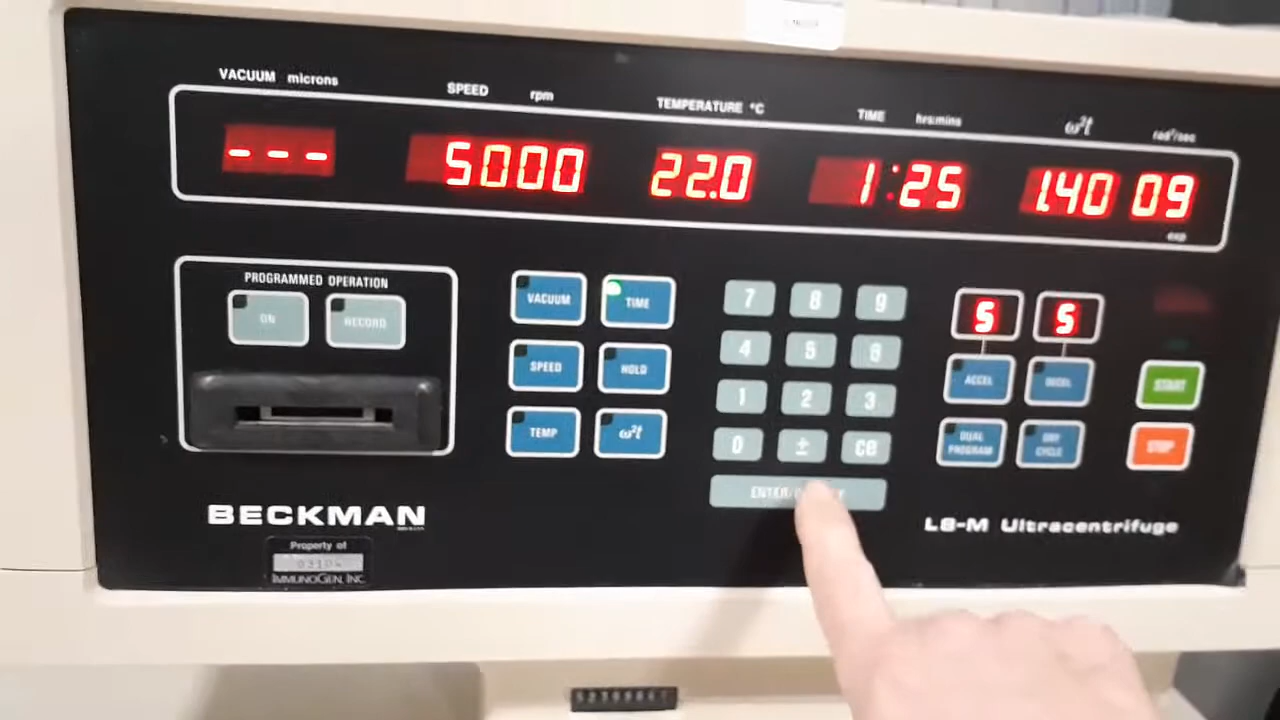 VACUUM microns
SPEED rpm
TEMPERATURE °C
TIME hrs:mins
ω²t rad²/sec
- - -
5000
22.0
1:25
1.40 09
exp
PROGRAMMED OPERATION
ON
RECORD
VACUUM
TIME
SPEED
HOLD
TEMP
ω²t
7 8 9
4 5 6
1 2 3
0 ± ce
5 5
ACCEL
DECEL
DUAL PROGRAM
DRY CYCLE
START
STOP
BECKMAN
L8-M Ultracentrifuge
Property of
IMMUNOGEN, INC